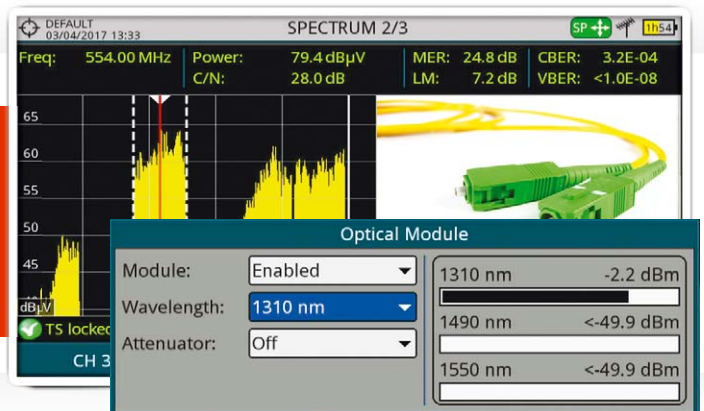 DEFAULT
03/04/2017 13:33
SPECTRUM 2/3
SP
1h54
Freq: 554.00 MHz
Power: 79.4 dBµV
MER: 24.8 dB
CBER: 3.2E-04
C/N: 28.0 dB
LM: 7.2 dB
VBER: <1.0E-08
65
60
55
50
45
dBµV
TS locked
CH 3
Optical Module
Module: Enabled
Wavelength: 1310 nm
Attenuator: Off
1310 nm -2.2 dBm
1490 nm <-49.9 dBm
1550 nm <-49.9 dBm